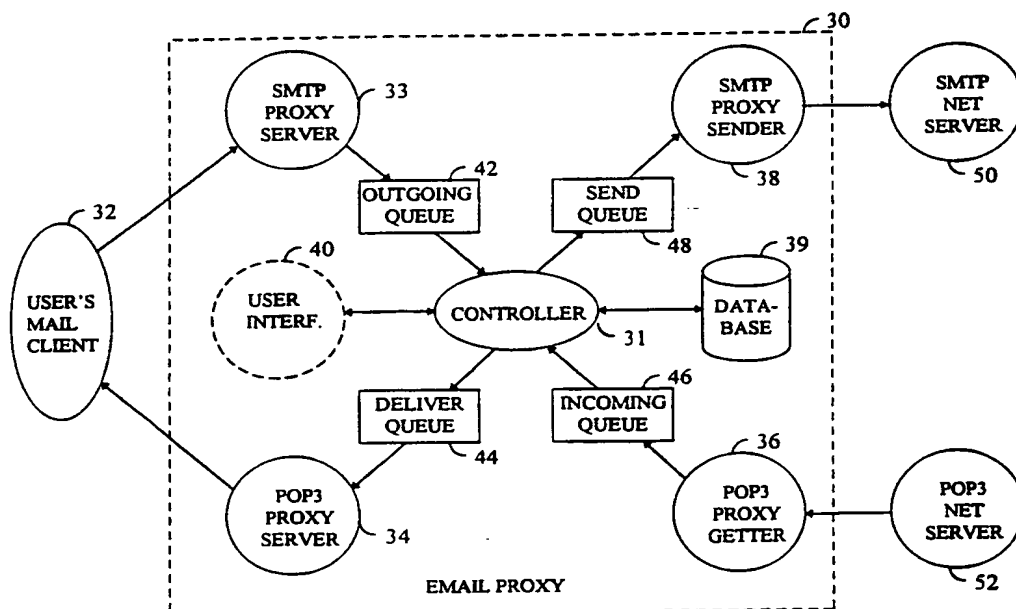 30
SMTP
PROXY
SERVER
33
SMTP
PROXY
SENDER
38
SMTP
NET
SERVER
50
42
OUTGOING
QUEUE
SEND
QUEUE
48
32
USER'S
MAIL
CLIENT
40
USER
INTERF.
CONTROLLER
31
39
DATA-
BASE
DELIVER
QUEUE
44
46
INCOMING
QUEUE
POP3
PROXY
SERVER
34
36
POP3
PROXY
GETTER
POP3
NET
SERVER
52
EMAIL PROXY